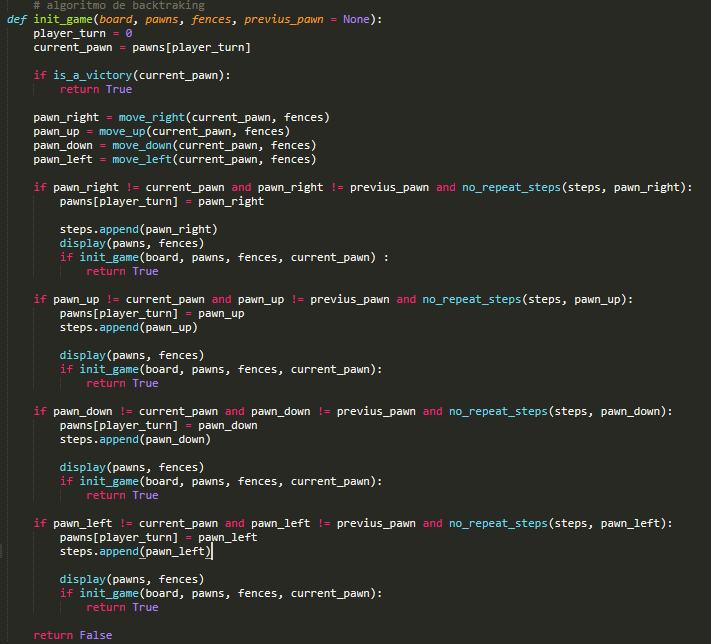 # algoritmo de backtraking
def init_game(board, pawns, fences, previus_pawn = None):
    player_turn = 0
    current_pawn = pawns[player_turn]

    if is_a_victory(current_pawn):
        return True

    pawn_right = move_right(current_pawn, fences)
    pawn_up = move_up(current_pawn, fences)
    pawn_down = move_down(current_pawn, fences)
    pawn_left = move_left(current_pawn, fences)

    if pawn_right != current_pawn and pawn_right != previus_pawn and no_repeat_steps(steps, pawn_right):
        pawns[player_turn] = pawn_right

        steps.append(pawn_right)
        display(pawns, fences)
        if init_game(board, pawns, fences, current_pawn) :
            return True

    if pawn_up != current_pawn and pawn_up != previus_pawn and no_repeat_steps(steps, pawn_up):
        pawns[player_turn] = pawn_up
        steps.append(pawn_up)

        display(pawns, fences)
        if init_game(board, pawns, fences, current_pawn):
            return True

    if pawn_down != current_pawn and pawn_down != previus_pawn and no_repeat_steps(steps, pawn_down):
        pawns[player_turn] = pawn_down
        steps.append(pawn_down)

        display(pawns, fences)
        if init_game(board, pawns, fences, current_pawn):
            return True

    if pawn_left != current_pawn and pawn_left != previus_pawn and no_repeat_steps(steps, pawn_left):
        pawns[player_turn] = pawn_left
        steps.append(pawn_left)

        display(pawns, fences)
        if init_game(board, pawns, fences, current_pawn):
            return True

    return False